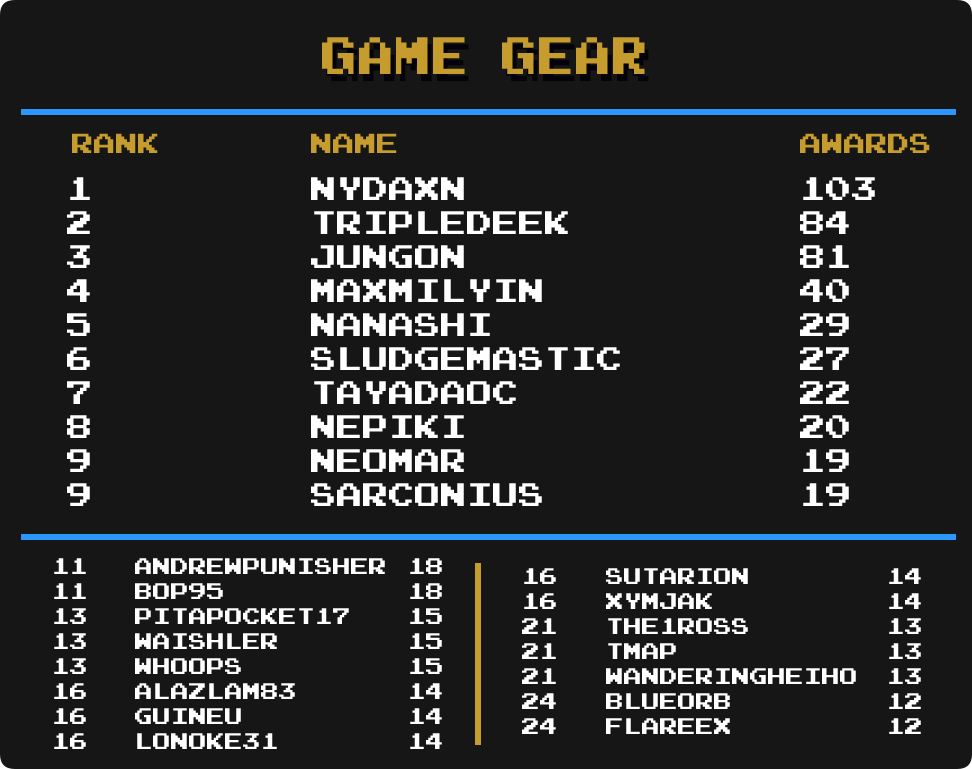 GAME GEAR
RANK NAME AWARDS
1 NYDAXN 103
2 TRIPLEDEEK 84
3 JUNGON 81
4 MAXMILYIN 40
5 NANASHI 29
6 SLUDGEMASTIC 27
7 TAYADAOC 22
8 NEPIKI 20
9 NEOMAR 19
9 SARCONIUS 19
11 ANDREWPUNISHER 18
11 BOP95 18
13 PITAPOCKET17 15
13 WAISHLER 15
13 WHOOPS 15
16 ALAZLAM83 14
16 GUINEU 14
16 LONOKE31 14
16 SUTARION 14
16 XYMJAK 14
21 THE1ROSS 13
21 TMAP 13
21 WANDERINGHEIHO 13
24 BLUEORB 12
24 FLAREEX 12